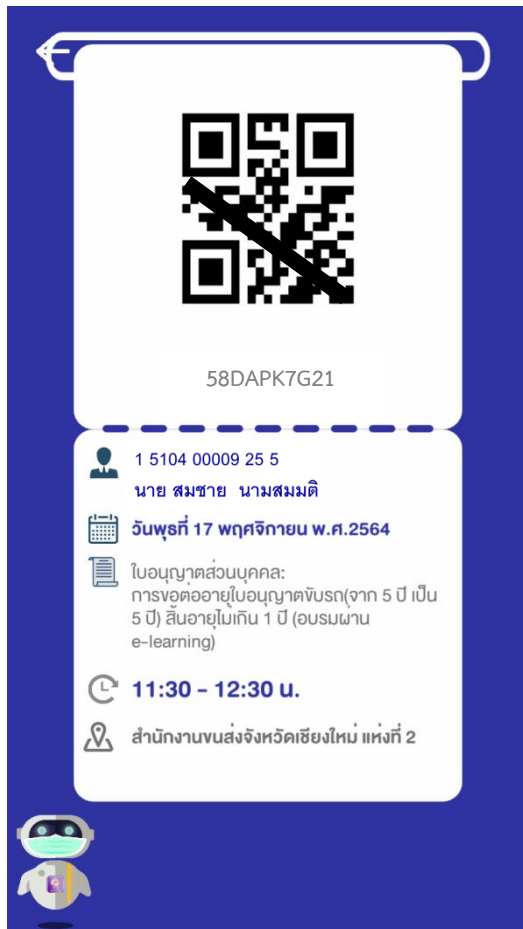 58DAPK7G21
1 5104 00009 25 5
นาย สมชาย นามสมมติ
วันพุธที่ 17 พฤศจิกายน พ.ศ.2564
ใบอนุญาตส่วนบุคคล:
การขอต่ออายุใบอนุญาตขับรถ(จาก 5 ปี เป็น
5 ปี) สิ้นอายุไม่เกิน 1 ปี (อบรมผ่าน
e-learning)
11:30 - 12:30 น.
สำนักงานขนส่งจังหวัดเชียงใหม่ แห่งที่ 2